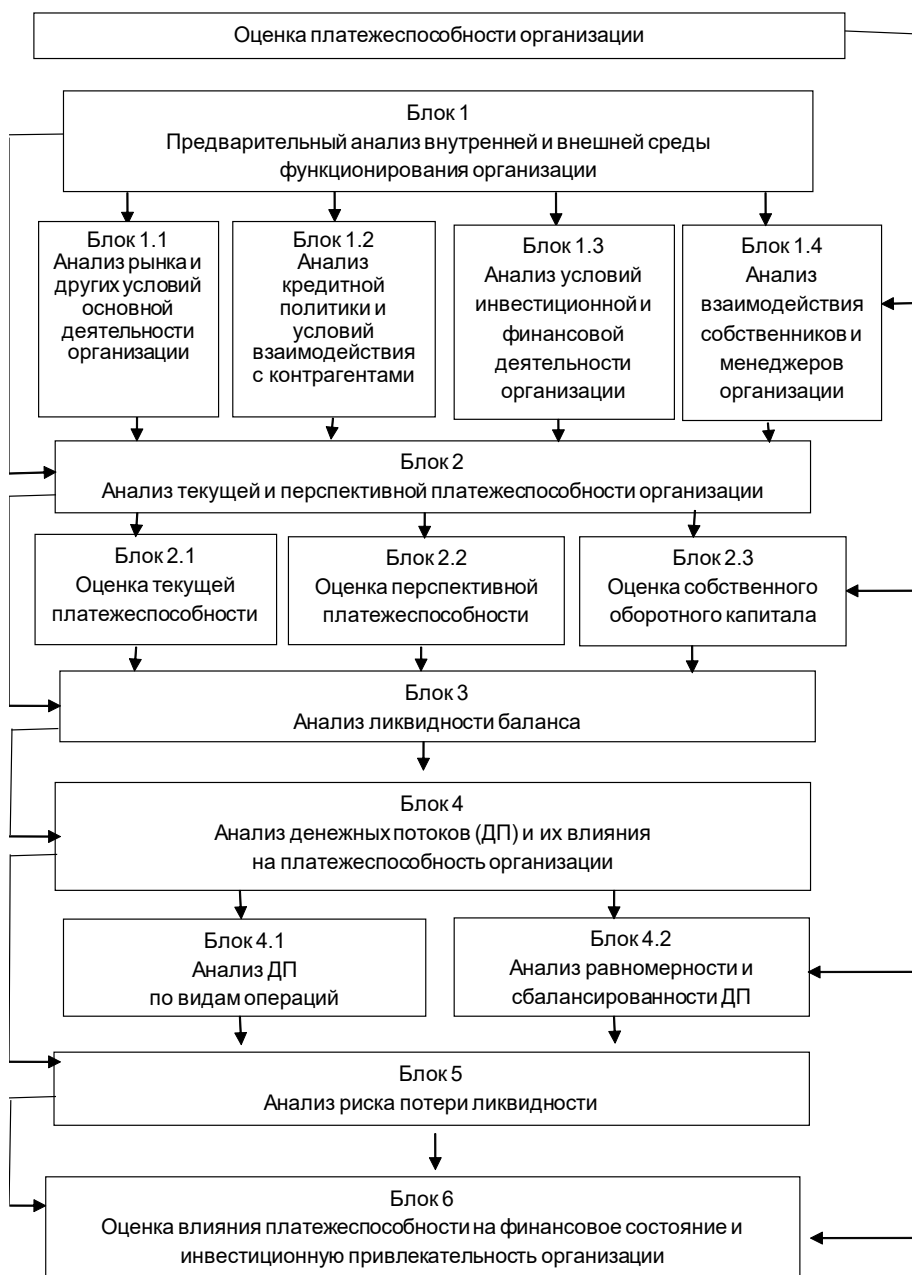 Оценка платежеспособности организации
Блок 1
Предварительный анализ внутренней и внешней среды
функционирования организации
Блок 1.1
Анализ рынка и
других условий
основной
деятельности
организации
Блок 1.2
Анализ
кредитной
политики и
условий
взаимодействия
с контрагентами
Блок 1.3
Анализ условий
инвестиционной и
финансовой
деятельности
организации
Блок 1.4
Анализ
взаимодействия
собственников и
менеджеров
организации
Блок 2
Анализ текущей и перспективной платежеспособности организации
Блок 2.1
Оценка текущей
платежеспособности
Блок 2.2
Оценка перспективной
платежеспособности
Блок 2.3
Оценка собственного
оборотного капитала
Блок 3
Анализ ликвидности баланса
Блок 4
Анализ денежных потоков (ДП) и их влияния
на платежеспособность организации
Блок 4.1
Анализ ДП
по видам операций
Блок 4.2
Анализ равномерности и
сбалансированности ДП
Блок 5
Анализ риска потери ликвидности
Блок 6
Оценка влияния платежеспособности на финансовое состояние и
инвестиционную привлекательность организации